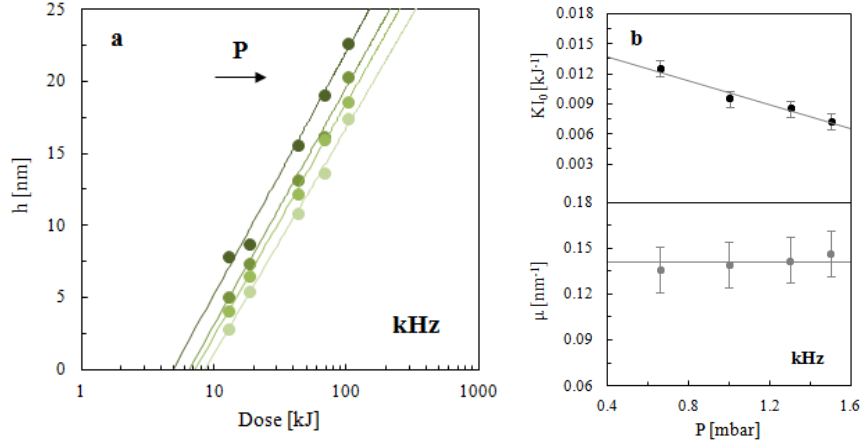 a
P
25
20
15
10
5
0
h [nm]
kHz
1 10 100 1000
Dose [kJ]
b
0.018
0.015
0.012
0.009
0.006
0.003
KI₀ [kJ⁻¹]
0.18
0.15
0.12
0.09
0.06
μ [nm⁻¹]
kHz
0.4 0.8 1.2 1.6
P [mbar]